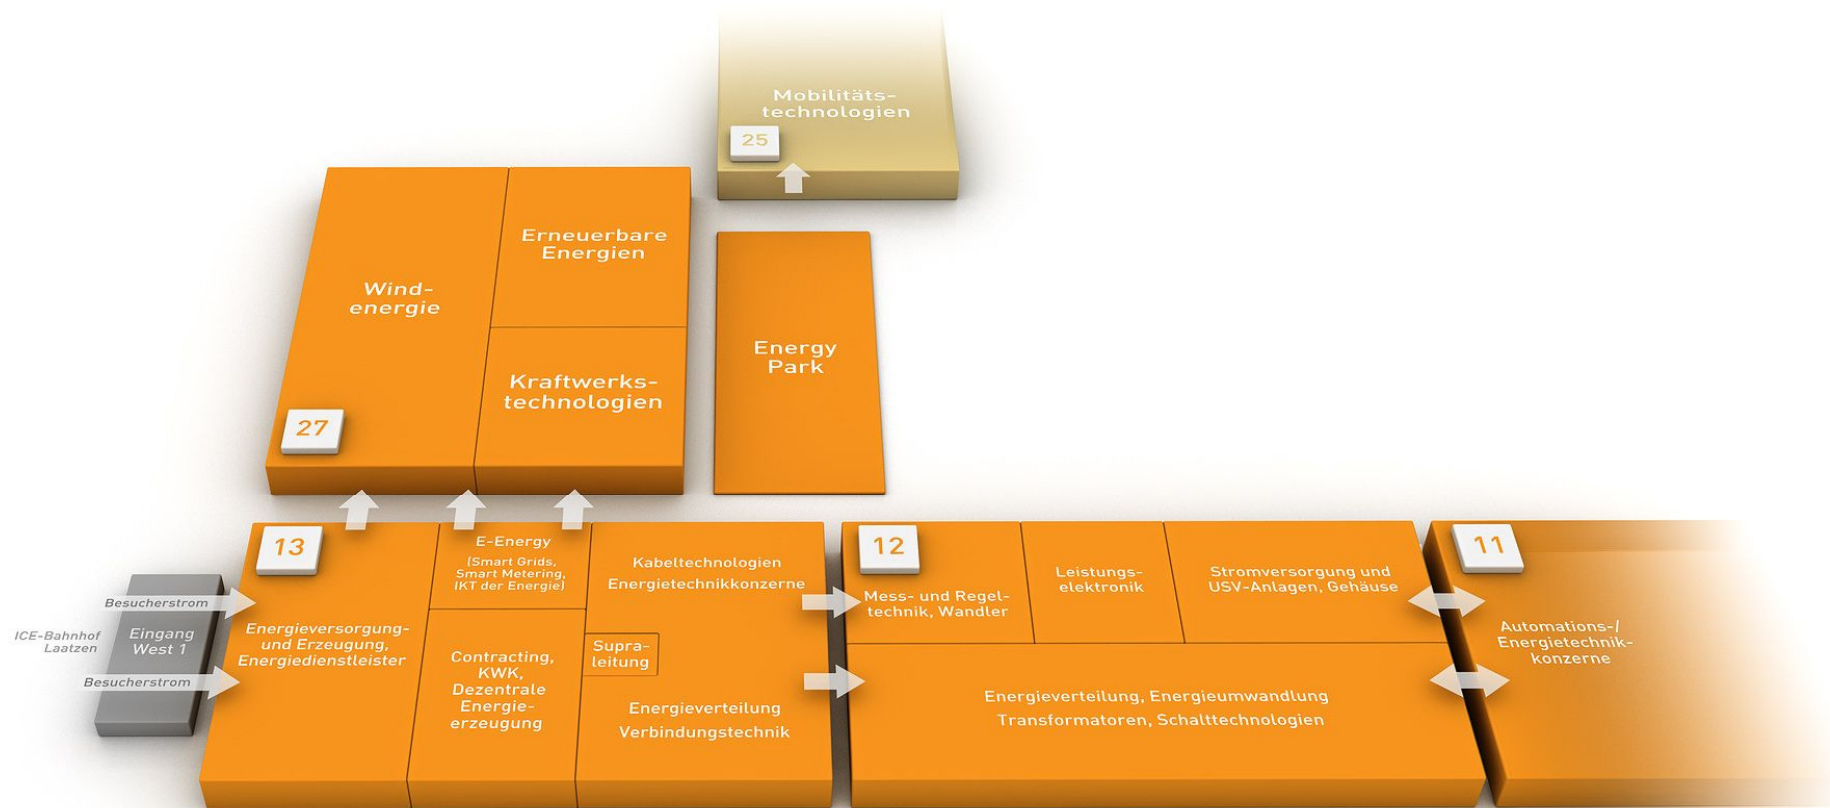 Mobilitäts-
technologien
25
Erneuerbare
Energien
Wind-
energie
Kraftwerks-
technologien
27
Energy
Park
13
E-Energy
(Smart Grids,
Smart Metering,
IKT der Energie)
Kabeltechnologien
Energietechnikkonzerne
12
Mess- und Regel-
technik, Wandler
Leistungs-
elektronik
Stromversorgung und
USV-Anlagen, Gehäuse
11
Automations-/
Energietechnik-
konzerne
Besucherstrom
ICE-Bahnhof
Laatzen
Eingang
West 1
Besucherstrom
Energieversorgung-
und Erzeugung,
Energiedienstleister
Contracting,
KWK,
Dezentrale
Energie-
erzeugung
Supra-
leitung
Energieverteilung
Verbindungstechnik
Energieverteilung, Energieumwandlung
Transformatoren, Schalttechnologien